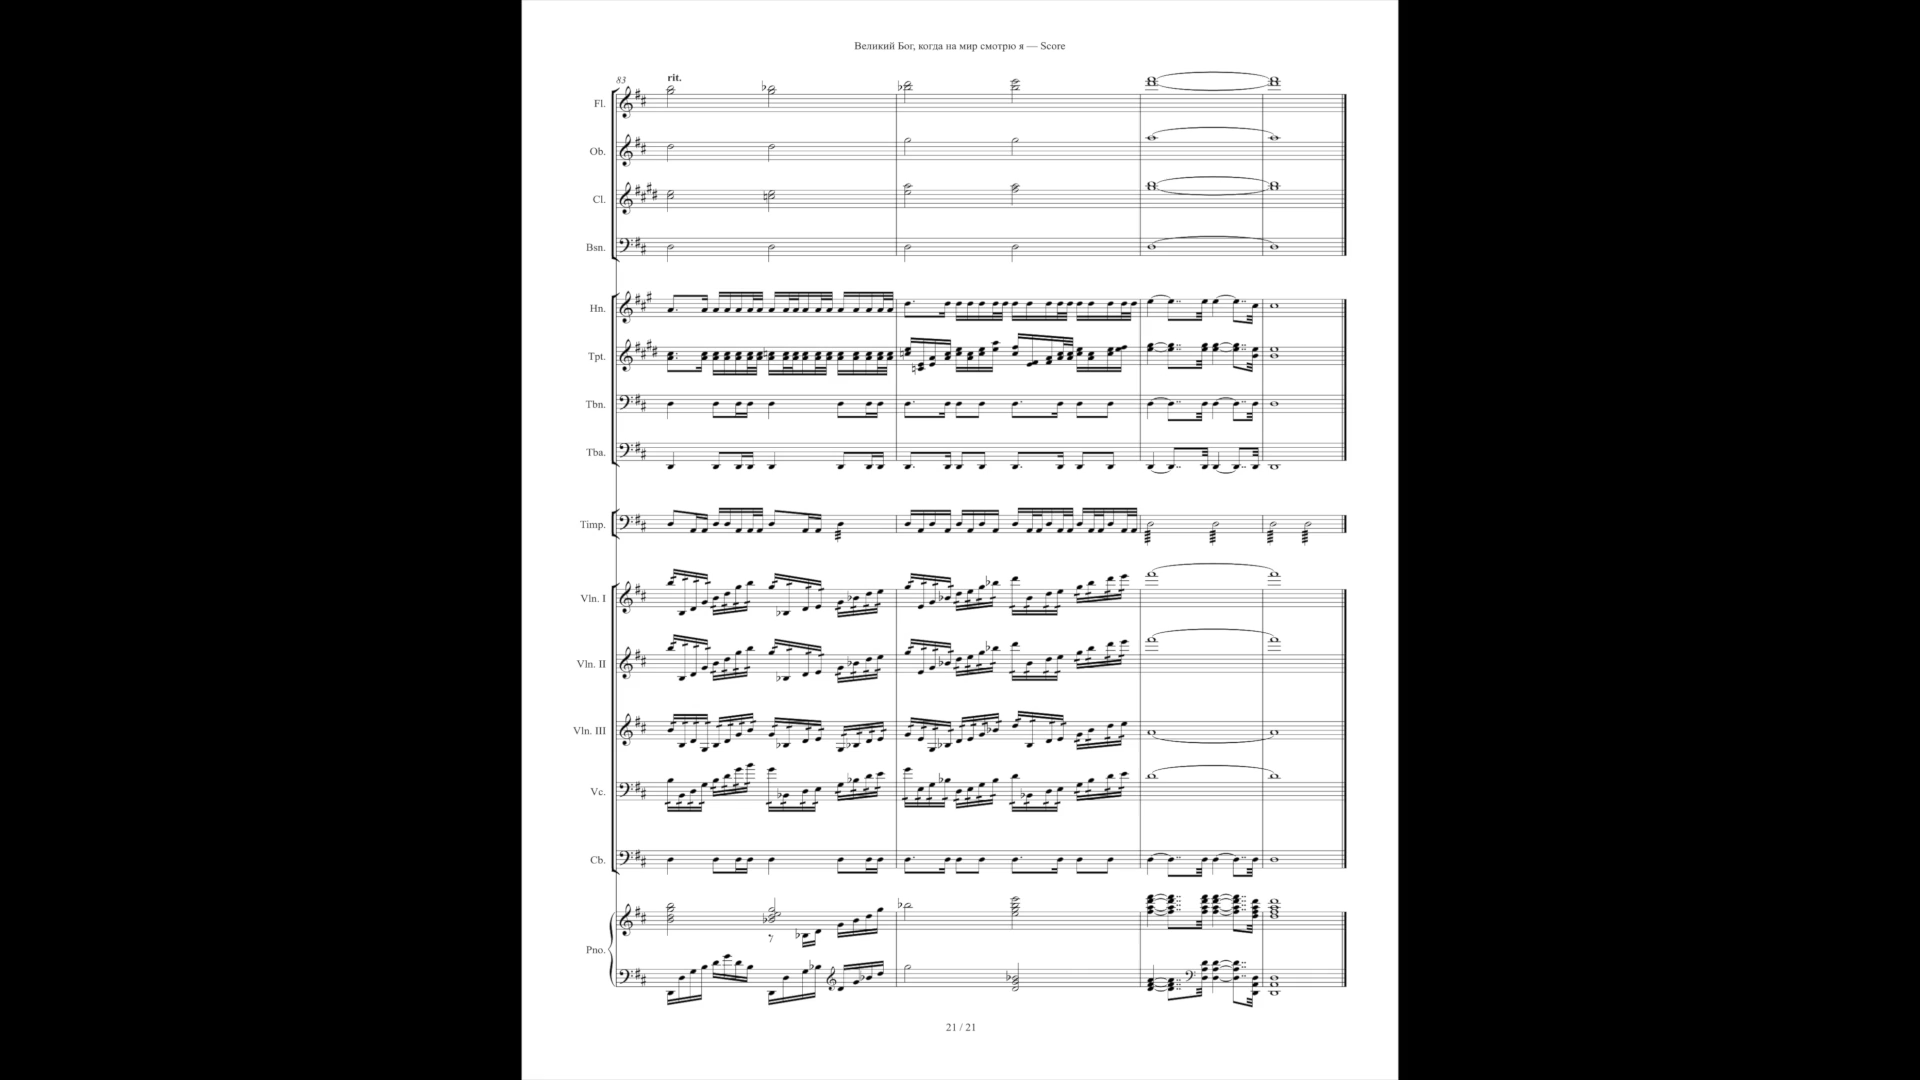 Великий Бог, когда на мир смотрю я — Score
83
rit.
Fl.
Ob.
Cl.
Bsn.
Hn.
Tpt.
Tbn.
Tba.
Timp.
Vln. I
Vln. II
Vln. III
Vc.
Cb.
Pno.
21 / 21